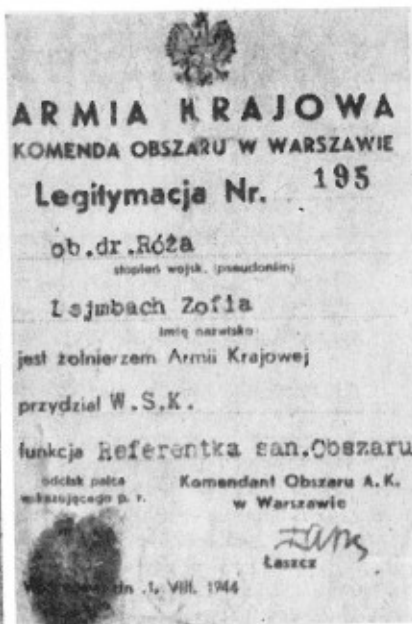 ARMIA KRAJOWA
KOMENDA OBSZARU W WARSZAWIE
Legitymacja Nr. 195
ob.dr.Róża
stopień wojsk. (pseudonim)
Lejmbach Zofia
imię nazwisko
jest żołnierzem Armii Krajowej
przydział W.S.K.
funkcja Referentka san.Obszaru
odcisk palca
wskazującego p. r.
Komendant Obszaru A. K.
w Warszawie
Łaszcz
dn .1. VIII. 1944